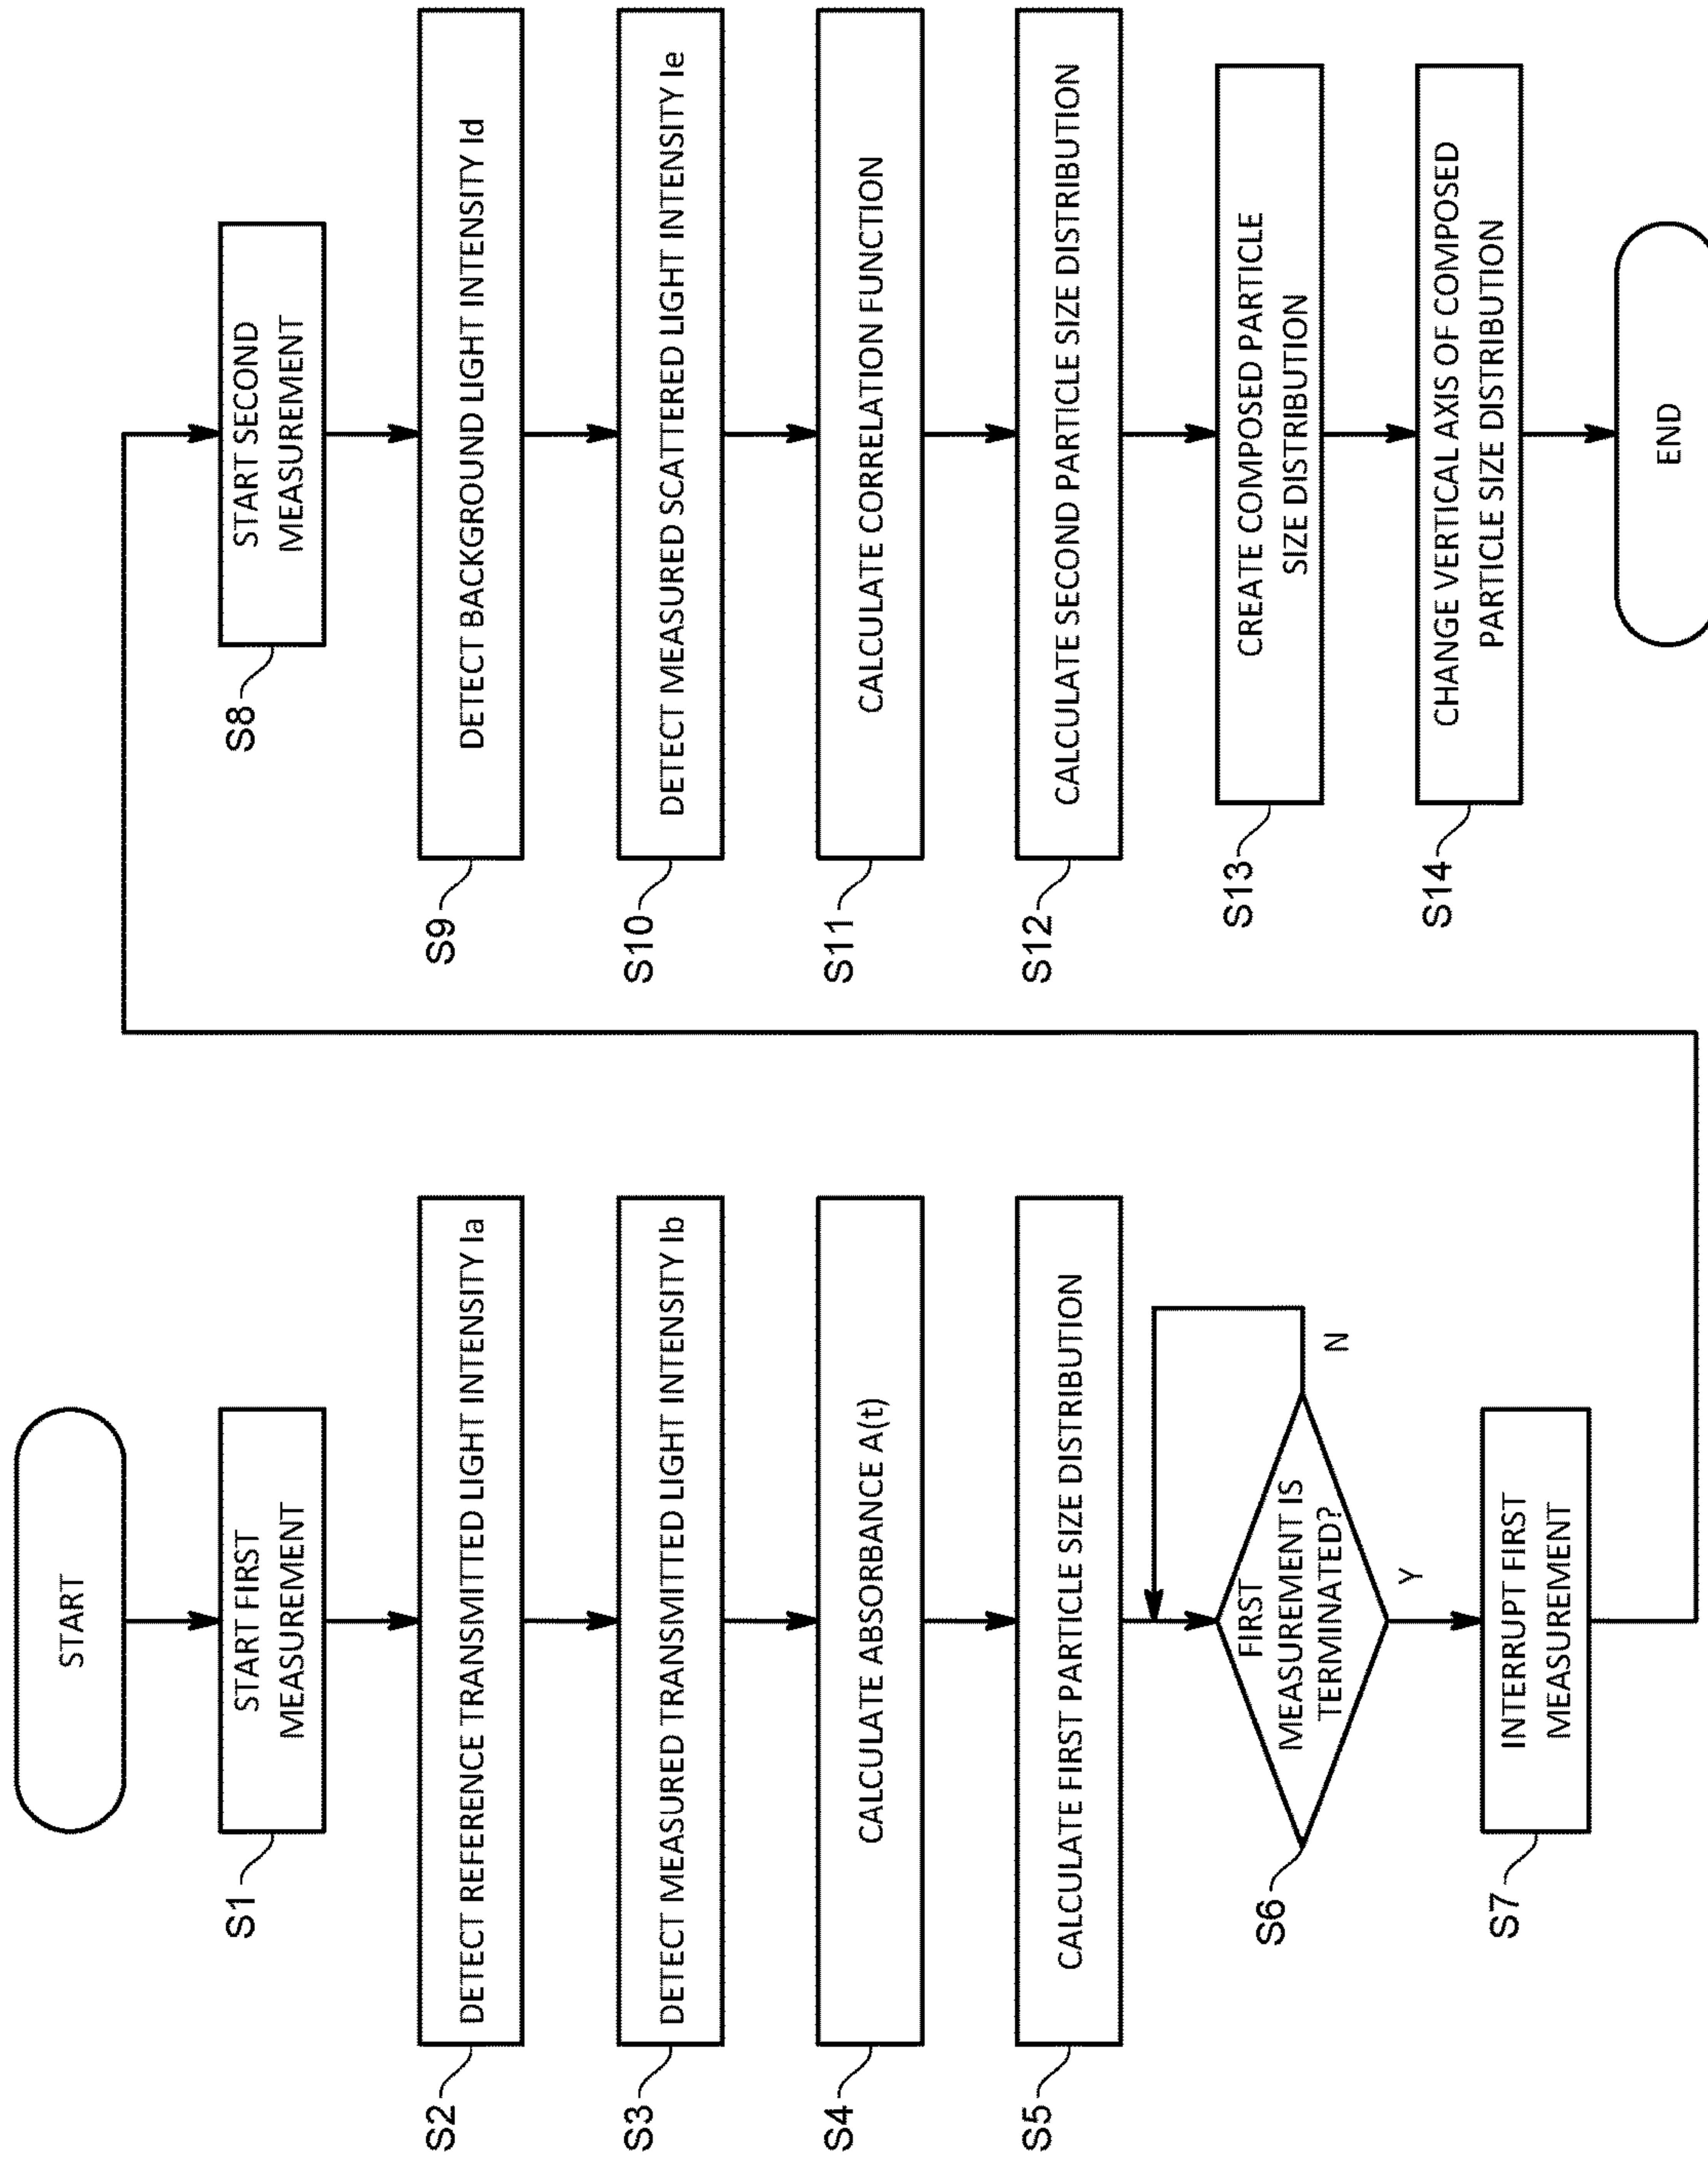 START
S1
START FIRST
MEASUREMENT
S2
DETECT REFERENCE TRANSMITTED LIGHT INTENSITY Ia
S3
DETECT MEASURED TRANSMITTED LIGHT INTENSITY Ib
S4
CALCULATE ABSORBANCE A(t)
S5
CALCULATE FIRST PARTICLE SIZE DISTRIBUTION
S6
FIRST
MEASUREMENT IS
TERMINATED?
N
Y
S7
INTERRUPT FIRST
MEASUREMENT
S8
START SECOND
MEASUREMENT
S9
DETECT BACKGROUND LIGHT INTENSITY Id
S10
DETECT MEASURED SCATTERED LIGHT INTENSITY Ie
S11
CALCULATE CORRELATION FUNCTION
S12
CALCULATE SECOND PARTICLE SIZE DISTRIBUTION
S13
CREATE COMPOSED PARTICLE
SIZE DISTRIBUTION
S14
CHANGE VERTICAL AXIS OF COMPOSED
PARTICLE SIZE DISTRIBUTION
END